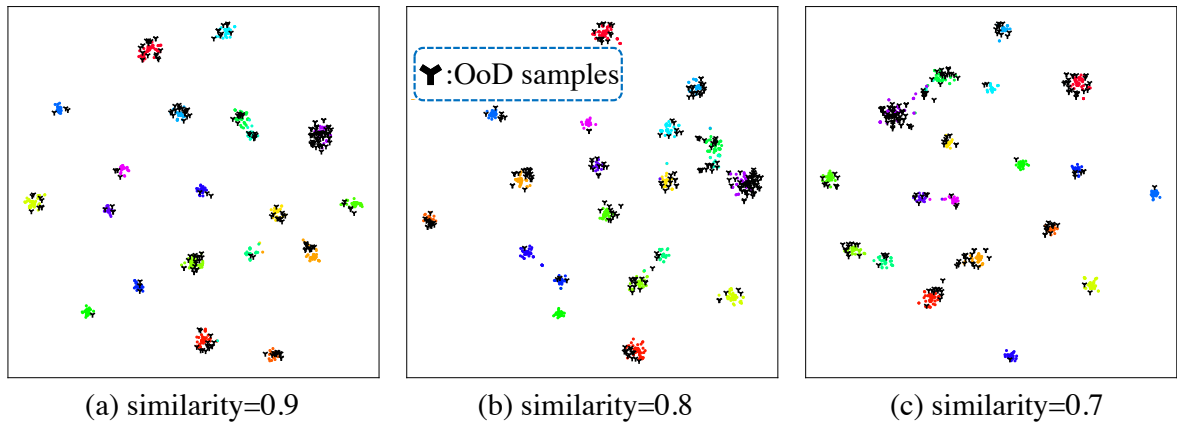 :OoD samples
(a) similarity=0.9
(b) similarity=0.8
(c) similarity=0.7